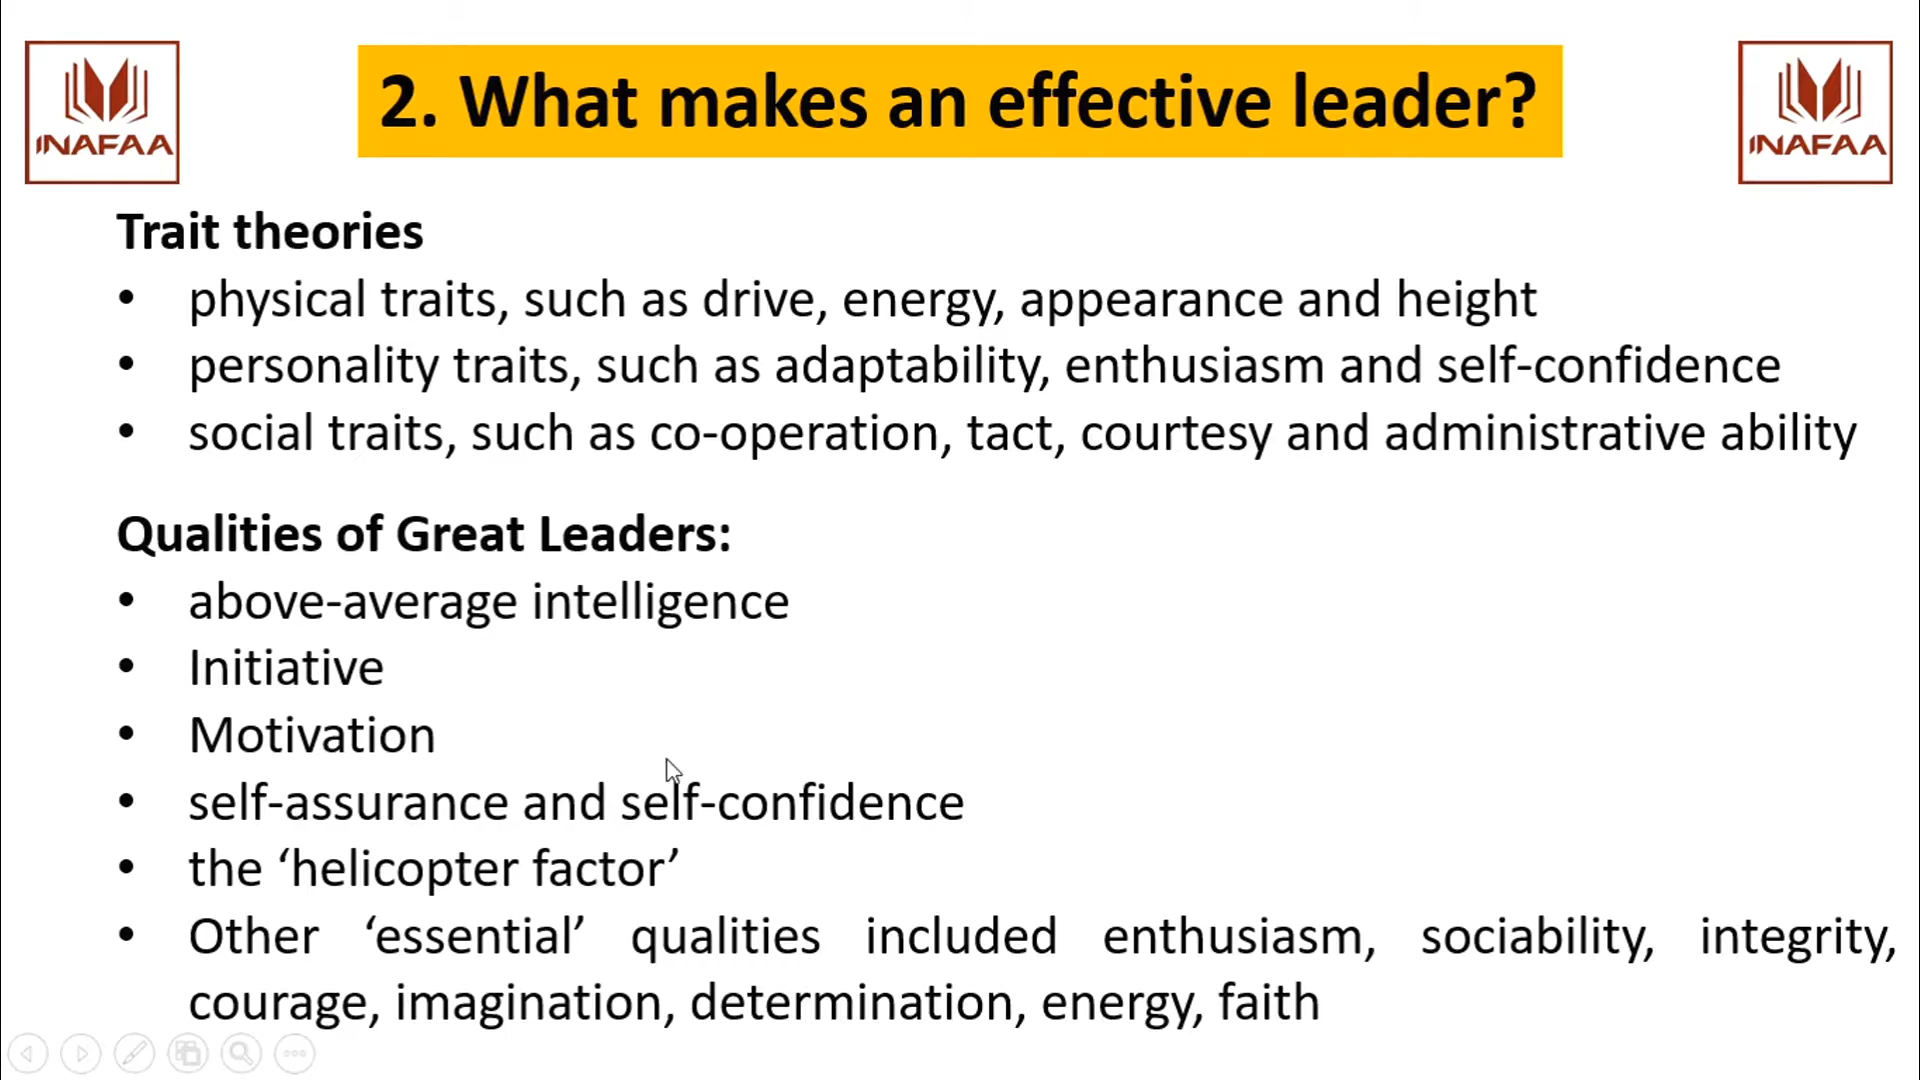 INAFAA
2. What makes an effective leader?
INAFAA
Trait theories
• physical traits, such as drive, energy, appearance and height
• personality traits, such as adaptability, enthusiasm and self-confidence
• social traits, such as co-operation, tact, courtesy and administrative ability
Qualities of Great Leaders:
• above-average intelligence
• Initiative
• Motivation
• self-assurance and self-confidence
• the ‘helicopter factor’
• Other ‘essential’ qualities included enthusiasm, sociability, integrity,
courage, imagination, determination, energy, faith